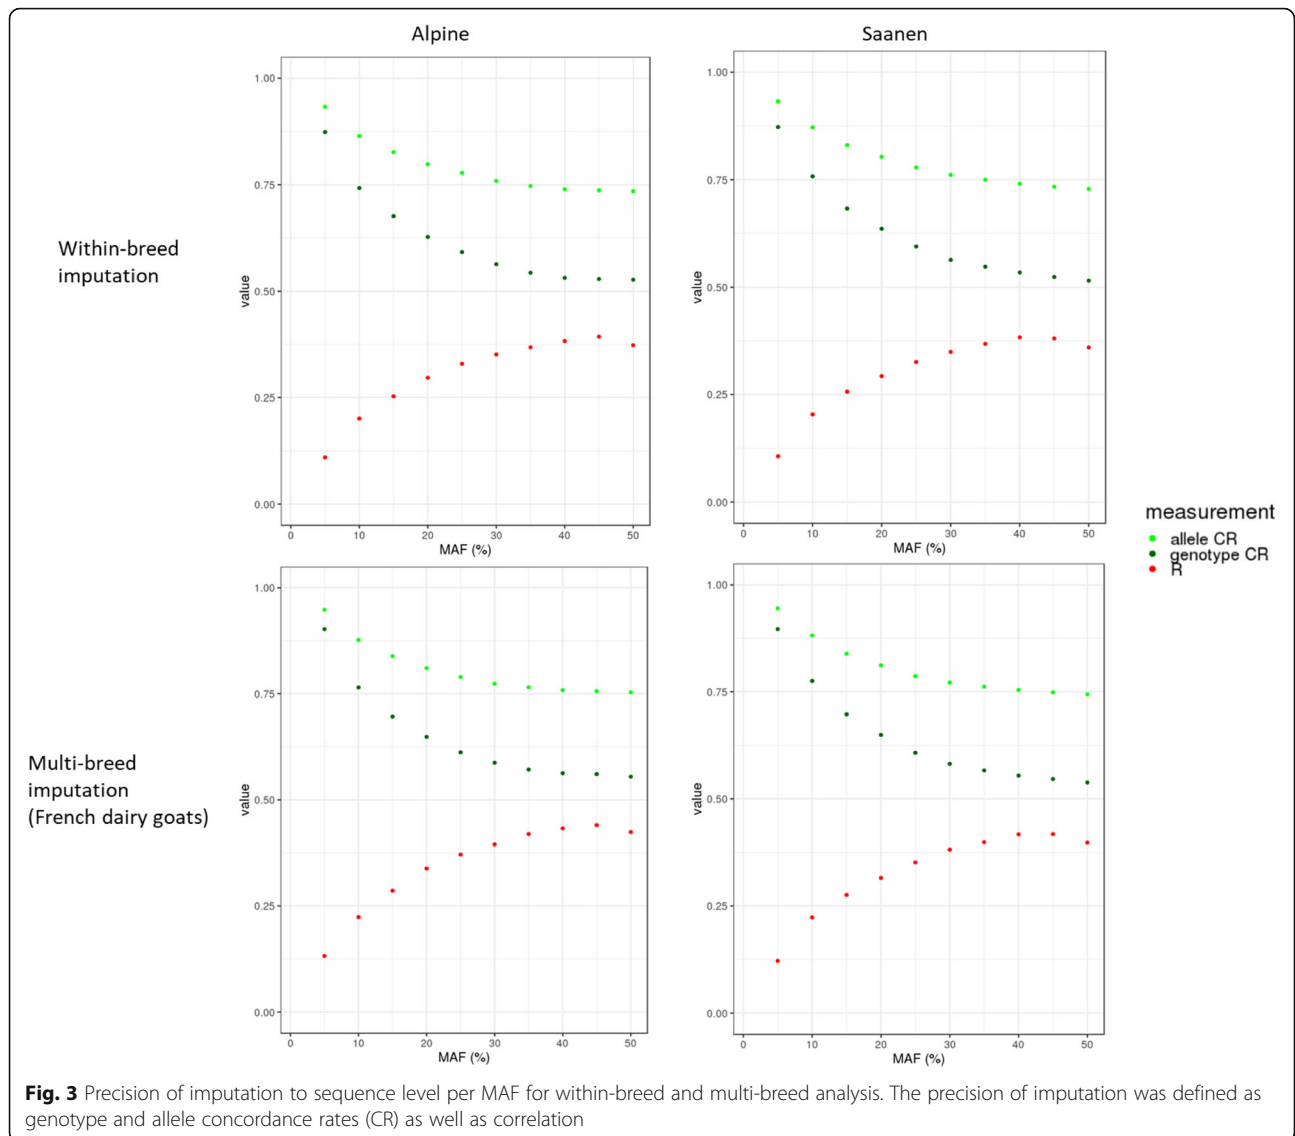 Alpine
Saanen
Within-breed
imputation
value
1.00
0.75
0.50
0.25
0.00
0 10 20 30 40 50
MAF (%)
value
1.00
0.75
0.50
0.25
0.00
0 10 20 30 40 50
MAF (%)
measurement
allele CR
genotype CR
R
Multi-breed
imputation
(French dairy goats)
value
1.00
0.75
0.50
0.25
0.00
0 10 20 30 40 50
MAF (%)
value
1.00
0.75
0.50
0.25
0.00
0 10 20 30 40 50
MAF (%)
Fig. 3 Precision of imputation to sequence level per MAF for within-breed and multi-breed analysis. The precision of imputation was defined as
genotype and allele concordance rates (CR) as well as correlation